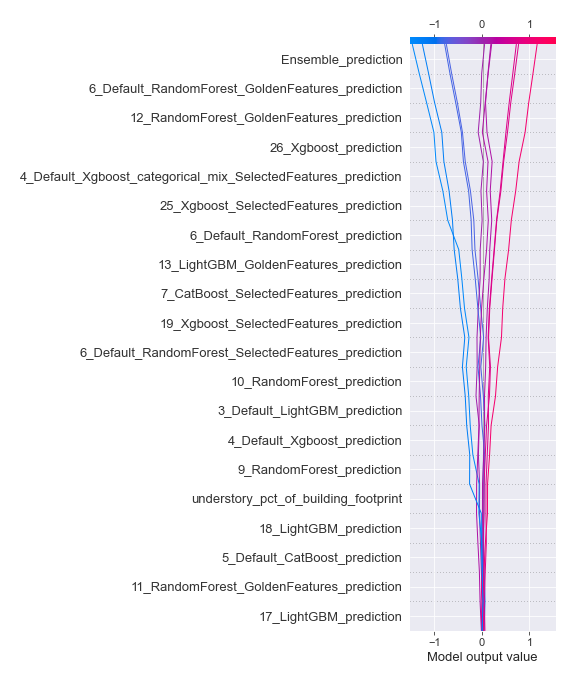 −1 0 1
Ensemble_prediction
6_Default_RandomForest_GoldenFeatures_prediction
12_RandomForest_GoldenFeatures_prediction
26_Xgboost_prediction
4_Default_Xgboost_categorical_mix_SelectedFeatures_prediction
25_Xgboost_SelectedFeatures_prediction
6_Default_RandomForest_prediction
13_LightGBM_GoldenFeatures_prediction
7_CatBoost_SelectedFeatures_prediction
19_Xgboost_SelectedFeatures_prediction
6_Default_RandomForest_SelectedFeatures_prediction
10_RandomForest_prediction
3_Default_LightGBM_prediction
4_Default_Xgboost_prediction
9_RandomForest_prediction
understory_pct_of_building_footprint
18_LightGBM_prediction
5_Default_CatBoost_prediction
11_RandomForest_GoldenFeatures_prediction
17_LightGBM_prediction
−1 0 1
Model output value